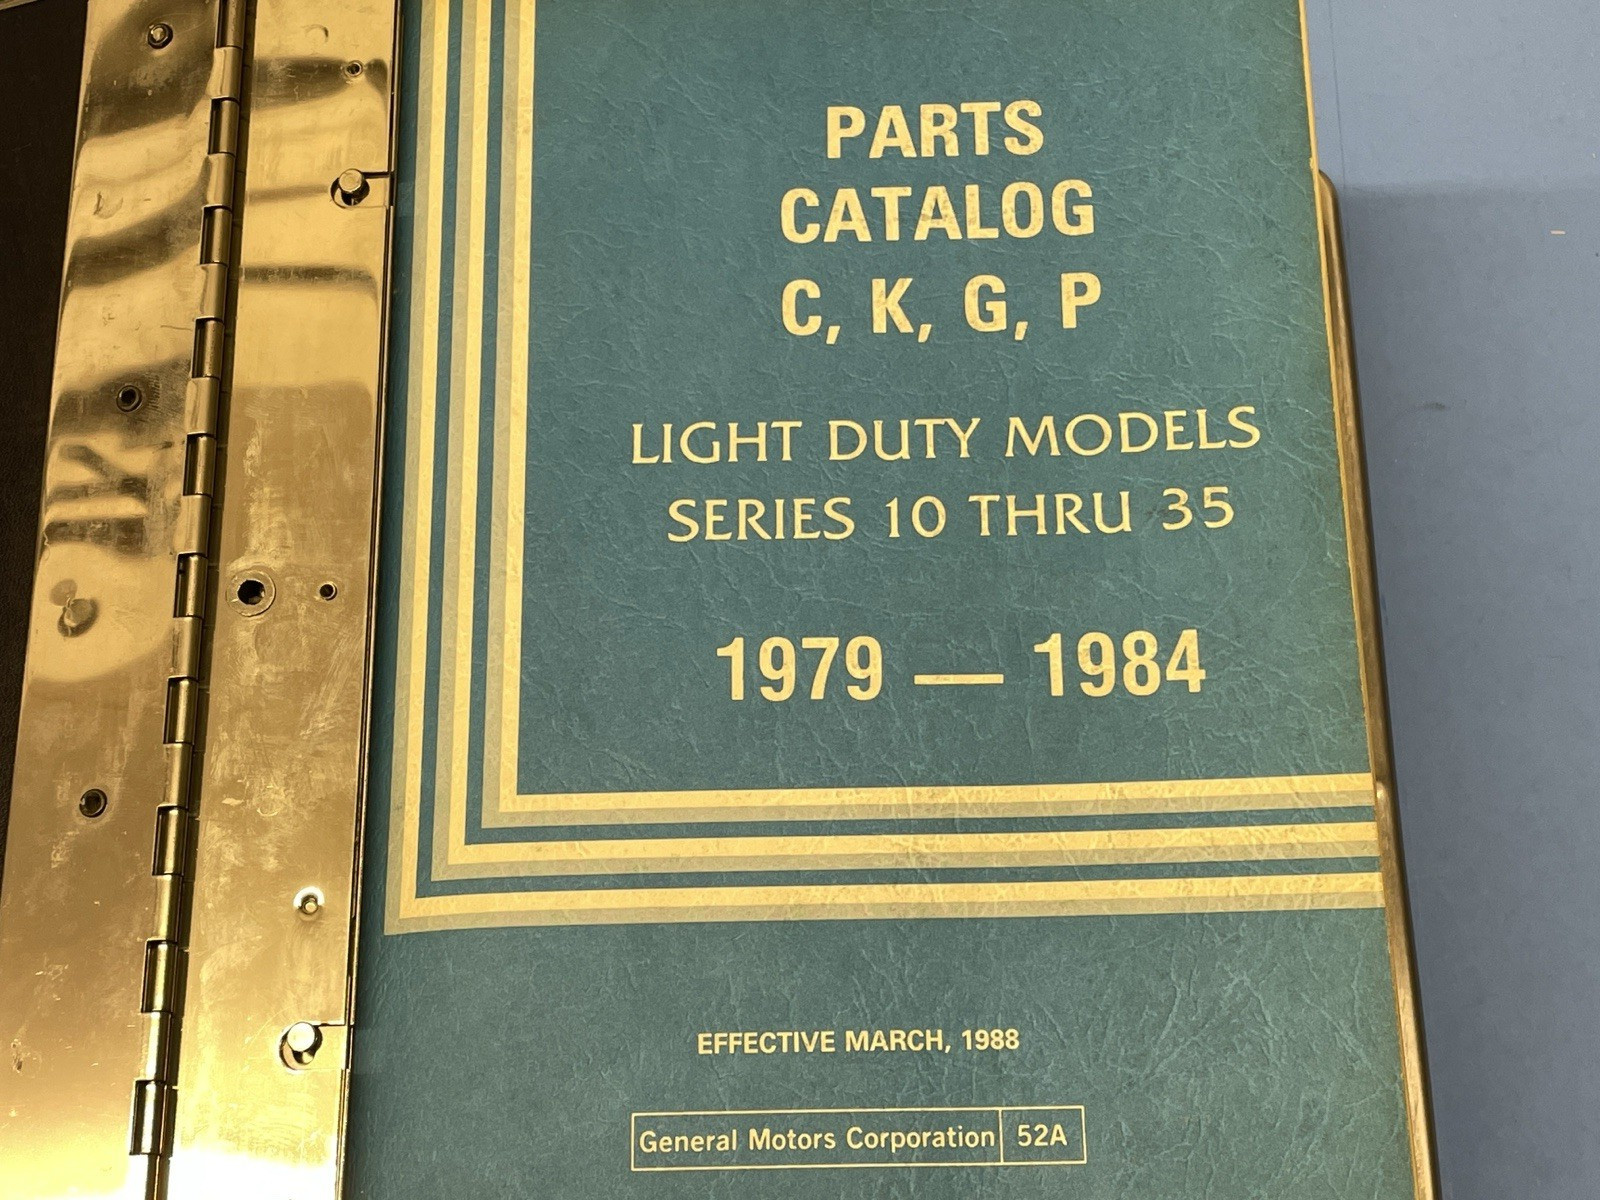 PARTS
CATALOG
C, K, G, P
LIGHT DUTY MODELS
SERIES 10 THRU 35
1979 — 1984
EFFECTIVE MARCH, 1988
General Motors Corporation 52A